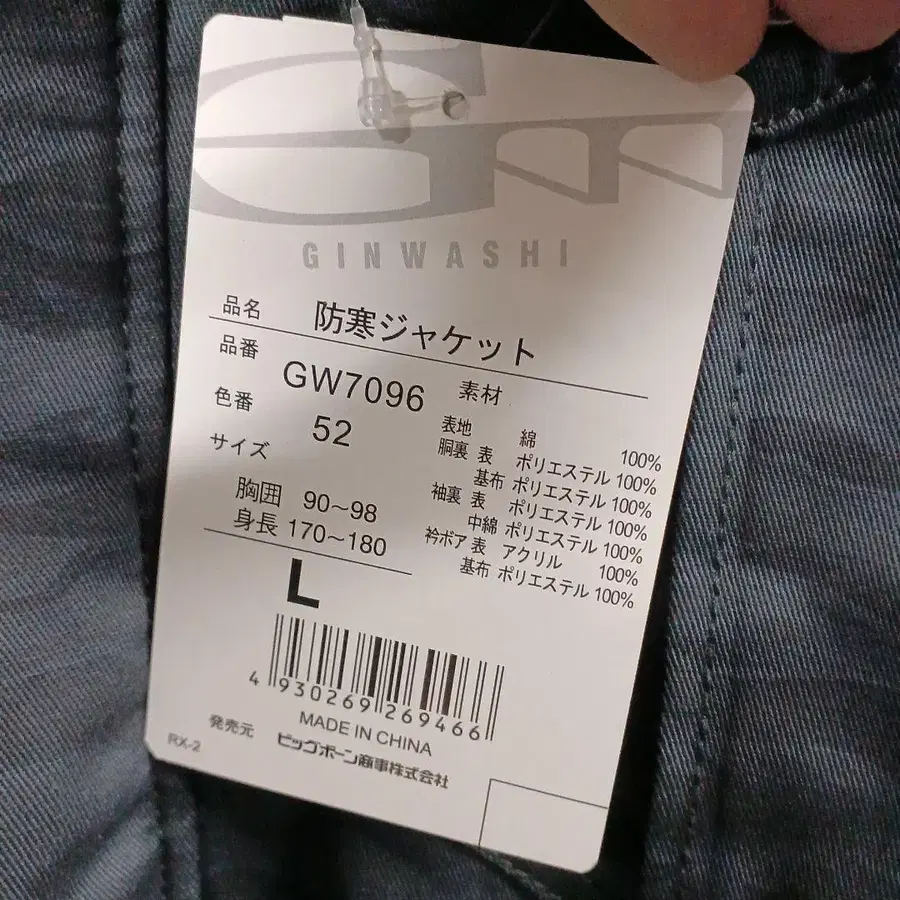 GINWASHI
品名 防寒ジャケット
品番 GW7096
色番 52
サイズ
胸囲 90~98
身長 170~180
L
素材
表地 綿 100%
胴裏 表 ポリエステル 100%
基布 ポリエステル 100%
袖裏 表 ポリエステル 100%
中綿 ポリエステル 100%
衿ボア 表 アクリル 100%
基布 ポリエステル 100%
4 930269 269466
MADE IN CHINA
発売元 ビッグボーン商事株式会社
RX-2